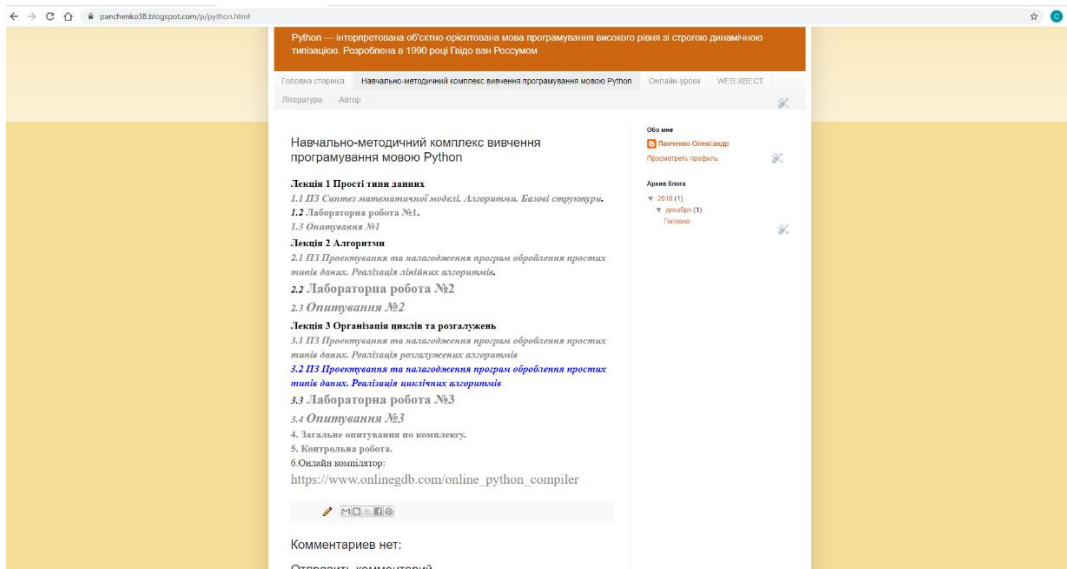 panchenko38.blogspot.com/p/python.html
Python — інтерпретована об'єктно-орієнтована мова програмування високого рівня зі строгою динамічною
типізацією. Розроблена в 1990 році Гвідо ван Россумом
Головна сторінка Навчально-методичний комплекс вивчення програмування мовою Python Онлайн-уроки WEB-КВЕСТ
Література Автор
Навчально-методичний комплекс вивчення
програмування мовою Python
Лекція 1 Прості типи данних
1.1 ПЗ Синтез математичної моделі. Алгоритми. Базові структури.
1.2 Лабораторна робота №1.
1.3 Опитування №1
Лекція 2 Алгоритми
2.1 ПЗ Проектування та налагодження програм оброблення простих
типів даних. Реалізація лінійних алгоритмів.
2.2 Лабораторна робота №2
2.3 Опитування №2
Лекція 3 Організація циклів та розгалужень
3.1 ПЗ Проектування та налагодження програм оброблення простих
типів даних. Реалізація розгалужених алгоритмів
3.2 ПЗ Проектування та налагодження програм оброблення простих
типів даних. Реалізація циклічних алгоритмів
3.3 Лабораторна робота №3
3.4 Опитування №3
4. Загальне опитування по комплексу.
5. Контрольна робота.
6.Онлайн компілятор:
https://www.onlinegdb.com/online_python_compiler
Комментариев нет:
Отправить комментарий
Обо мне
Панченко Олександр
Просмотреть профиль
Архив блога
▼ 2018 (1)
▼ декабря (1)
Головна